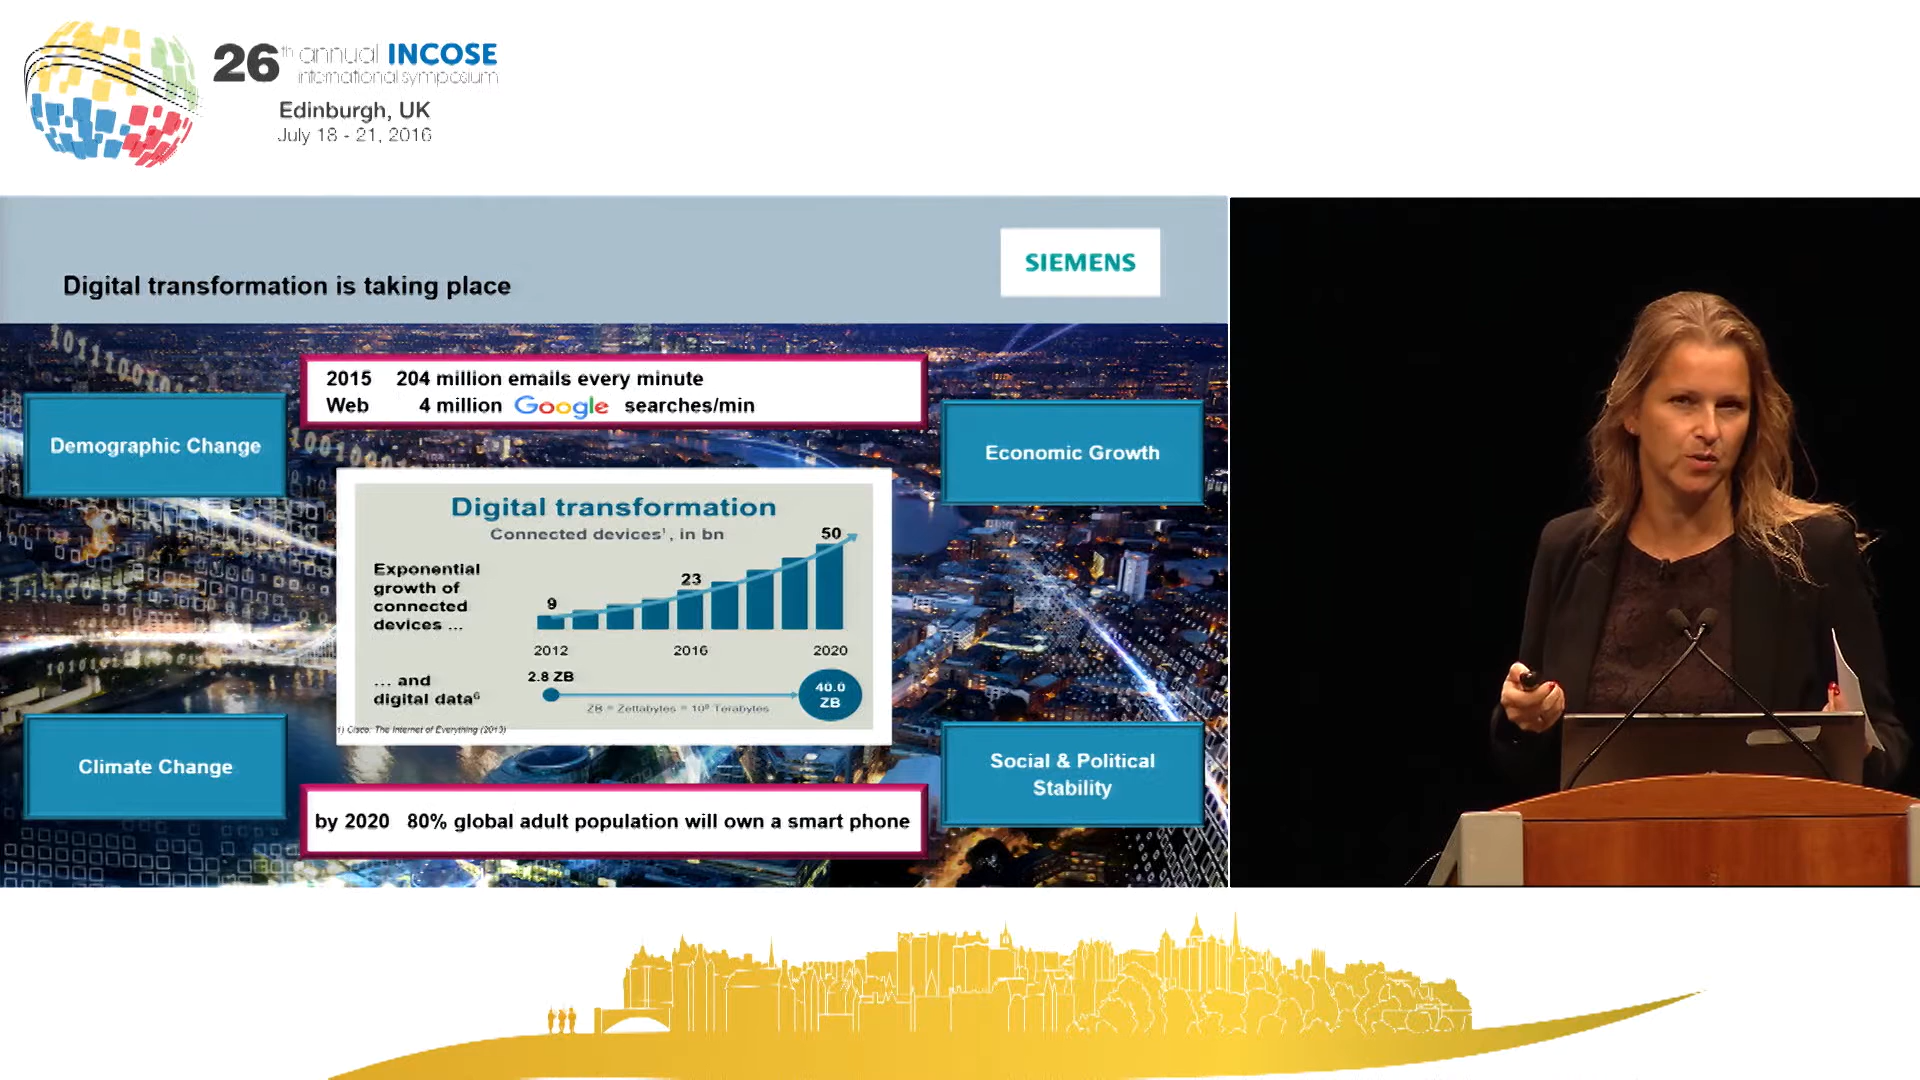 26th annual INCOSE
international symposium
Edinburgh, UK
July 18 - 21, 2016
SIEMENS
Digital transformation is taking place
2015 204 million emails every minute
Web 4 million Google searches/min
Demographic Change
Economic Growth
Digital transformation
Connected devices¹, in bn
50
Exponential
growth of
connected
devices ...
23
9
2012 2016 2020
... and
digital data⁶
2.8 ZB
40.0
ZB
ZB = Zettabytes = 10⁹ Terabytes
1) Cisco: The Internet of Everything (2013)
Climate Change
Social & Political
Stability
by 2020 80% global adult population will own a smart phone